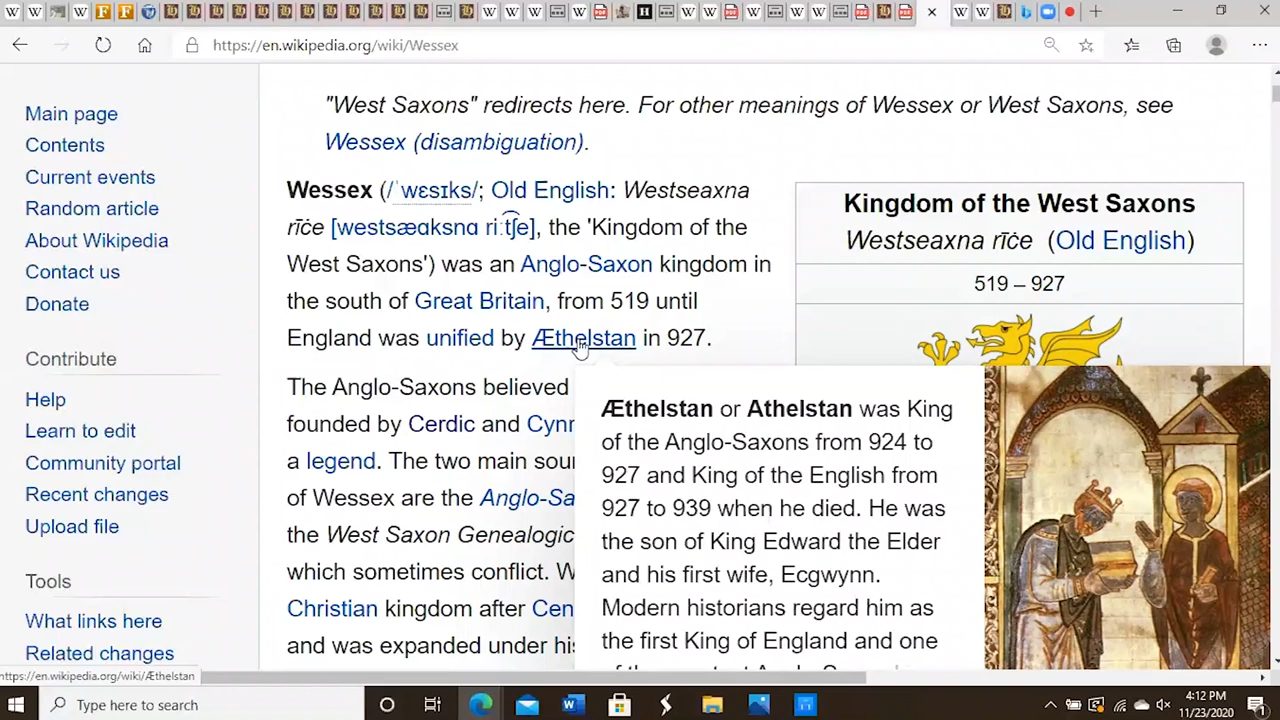 https://en.wikipedia.org/wiki/Wessex
Main page
Contents
Current events
Random article
About Wikipedia
Contact us
Donate
Contribute
Help
Learn to edit
Community portal
Recent changes
Upload file
Tools
What links here
Related changes
https://en.wikipedia.org/wiki/Æthelstan
"West Saxons" redirects here. For other meanings of Wessex or West Saxons, see
Wessex (disambiguation).
Wessex (/ˈwɛsɪks/; Old English: Westseaxna
rīċe [westsæɑksnɑ riːt͡ʃe], the 'Kingdom of the
West Saxons') was an Anglo-Saxon kingdom in
the south of Great Britain, from 519 until
England was unified by Æthelstan in 927.
The Anglo-Saxons believed
founded by Cerdic and Cynr
a legend. The two main sour
of Wessex are the Anglo-Sa
the West Saxon Genealogic
which sometimes conflict. W
Christian kingdom after Cen
and was expanded under his
Kingdom of the West Saxons
Westseaxna rīċe (Old English)
519 – 927
Æthelstan or Athelstan was King
of the Anglo-Saxons from 924 to
927 and King of the English from
927 to 939 when he died. He was
the son of King Edward the Elder
and his first wife, Ecgwynn.
Modern historians regard him as
the first King of England and one
Type here to search
4:12 PM
11/23/2020